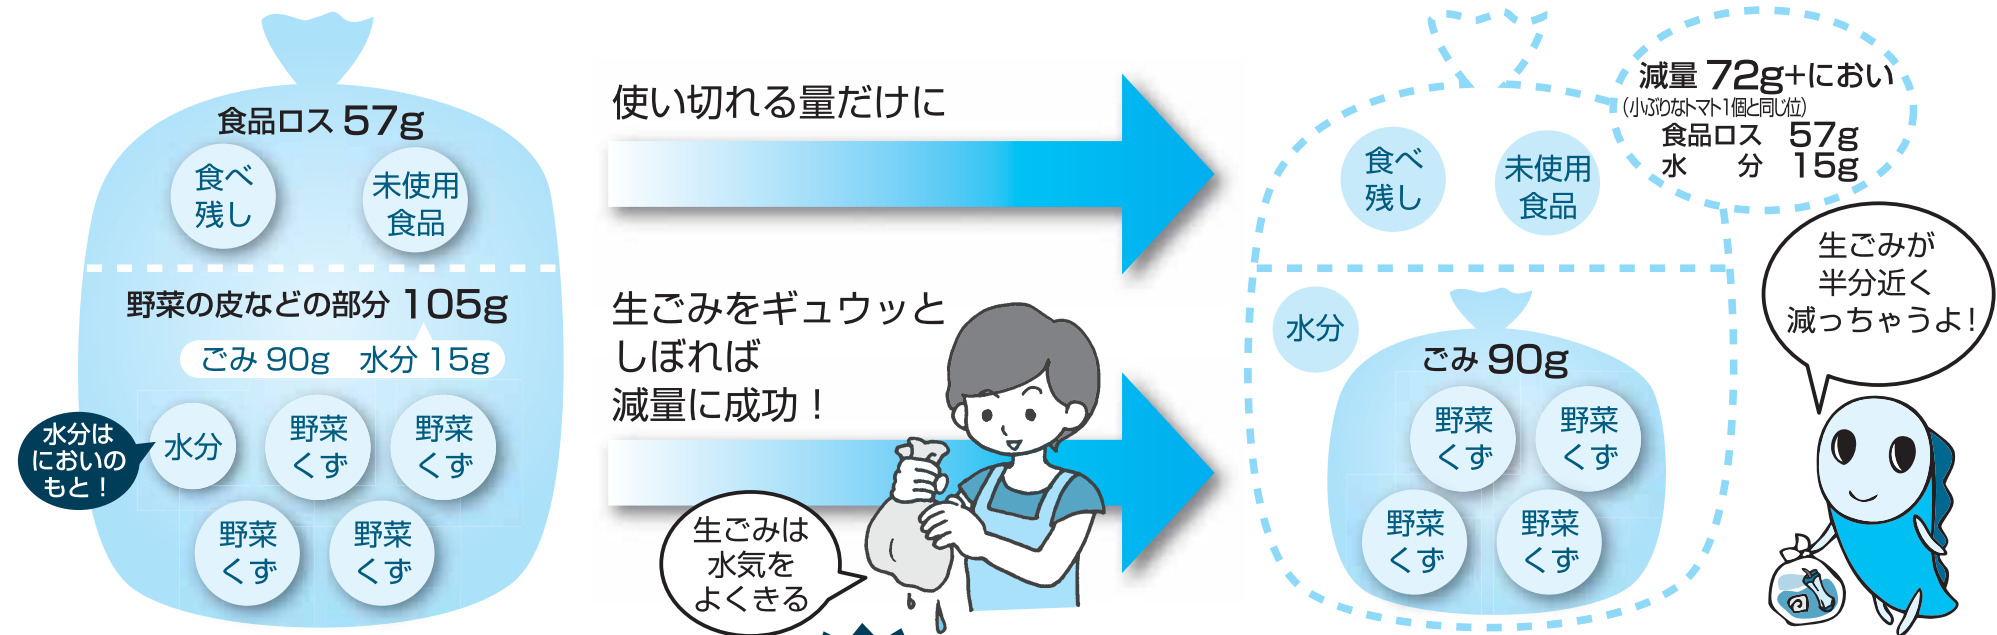 食品ロス 57g
食べ
残し
未使用
食品
野菜の皮などの部分 105g
ごみ 90g 水分 15g
水分は
においの
もと！
水分
野菜
くず
野菜
くず
野菜
くず
野菜
くず
使い切れる量だけに
生ごみをギュウッと
しぼれば
減量に成功！
生ごみは
水気を
よくきる
減量 72g+におい
（小ぶりなトマト1個と同じ位）
食品ロス 57g
水 分 15g
食べ
残し
未使用
食品
水分
ごみ 90g
野菜
くず
野菜
くず
野菜
くず
野菜
くず
生ごみが
半分近く
減っちゃうよ！